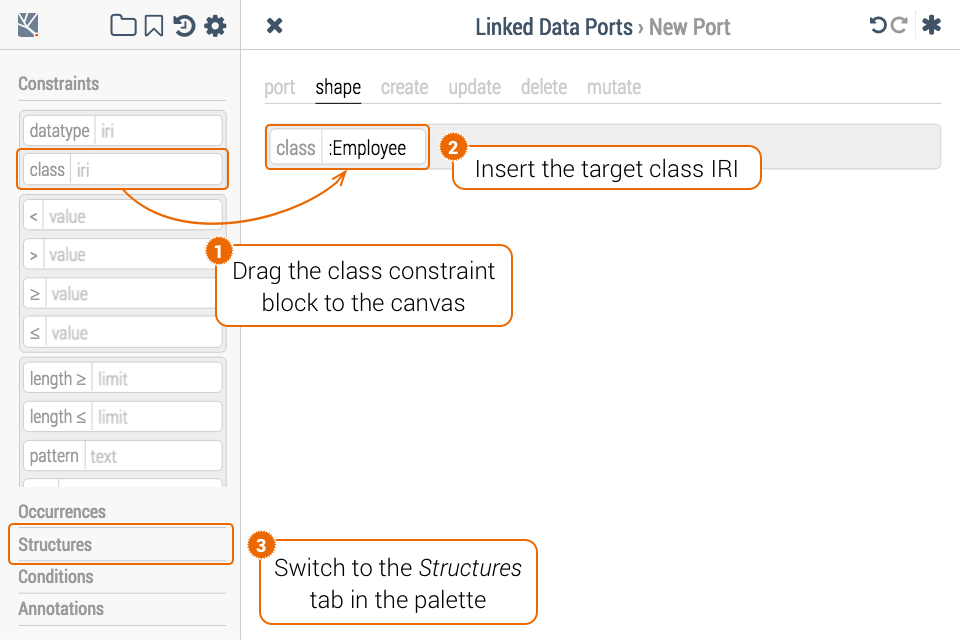 Linked Data Ports › New Port
Constraints
datatype iri
class iri
< value
> value
≥ value
≤ value
length ≥ limit
length ≤ limit
pattern text
Occurrences
Structures
Conditions
Annotations
port shape create update delete mutate
class :Employee
2
Insert the target class IRI
1
Drag the class constraint
block to the canvas
3
Switch to the Structures
tab in the palette